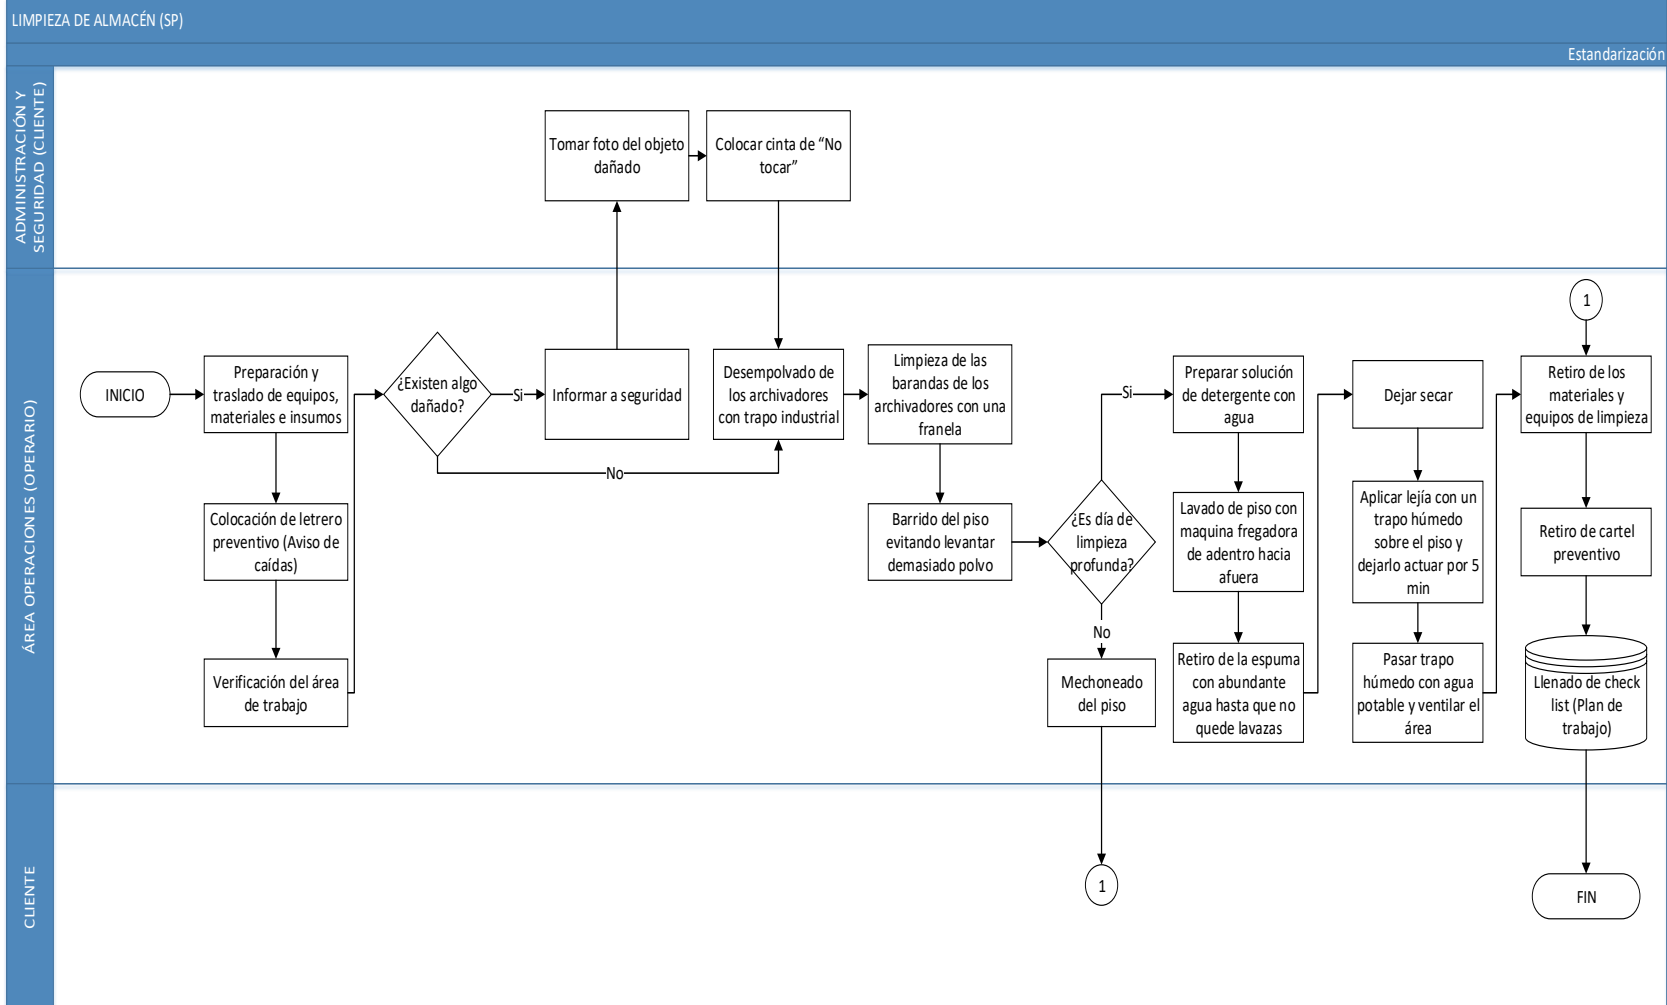 LIMPIEZA DE ALMACÉN (SP)
Estandarización
ADMINISTRACIÓN Y
SEGURIDAD (CLIENTE)
Tomar foto del objeto
dañado
Colocar cinta de “No
tocar”
ÁREA OPERACIONES (OPERARIO)
INICIO
Preparación y
traslado de equipos,
materiales e insumos
Colocación de letrero
preventivo (Aviso de
caídas)
Verificación del área
de trabajo
¿Existen algo
dañado?
Si
No
Informar a seguridad
Desempolvado de
los archivadores
con trapo industrial
Limpieza de las
barandas de los
archivadores con una
franela
Barrido del piso
evitando levantar
demasiado polvo
¿Es día de
limpieza
profunda?
Si
No
Mechoneado
del piso
Preparar solución
de detergente con
agua
Lavado de piso con
maquina fregadora
de adentro hacia
afuera
Retiro de la espuma
con abundante
agua hasta que no
quede lavazas
Dejar secar
Aplicar lejía con un
trapo húmedo
sobre el piso y
dejarlo actuar por 5
min
Pasar trapo
húmedo con agua
potable y ventilar el
área
1
Retiro de los
materiales y
equipos de limpieza
Retiro de cartel
preventivo
Llenado de check
list (Plan de
trabajo)
CLIENTE
1
FIN